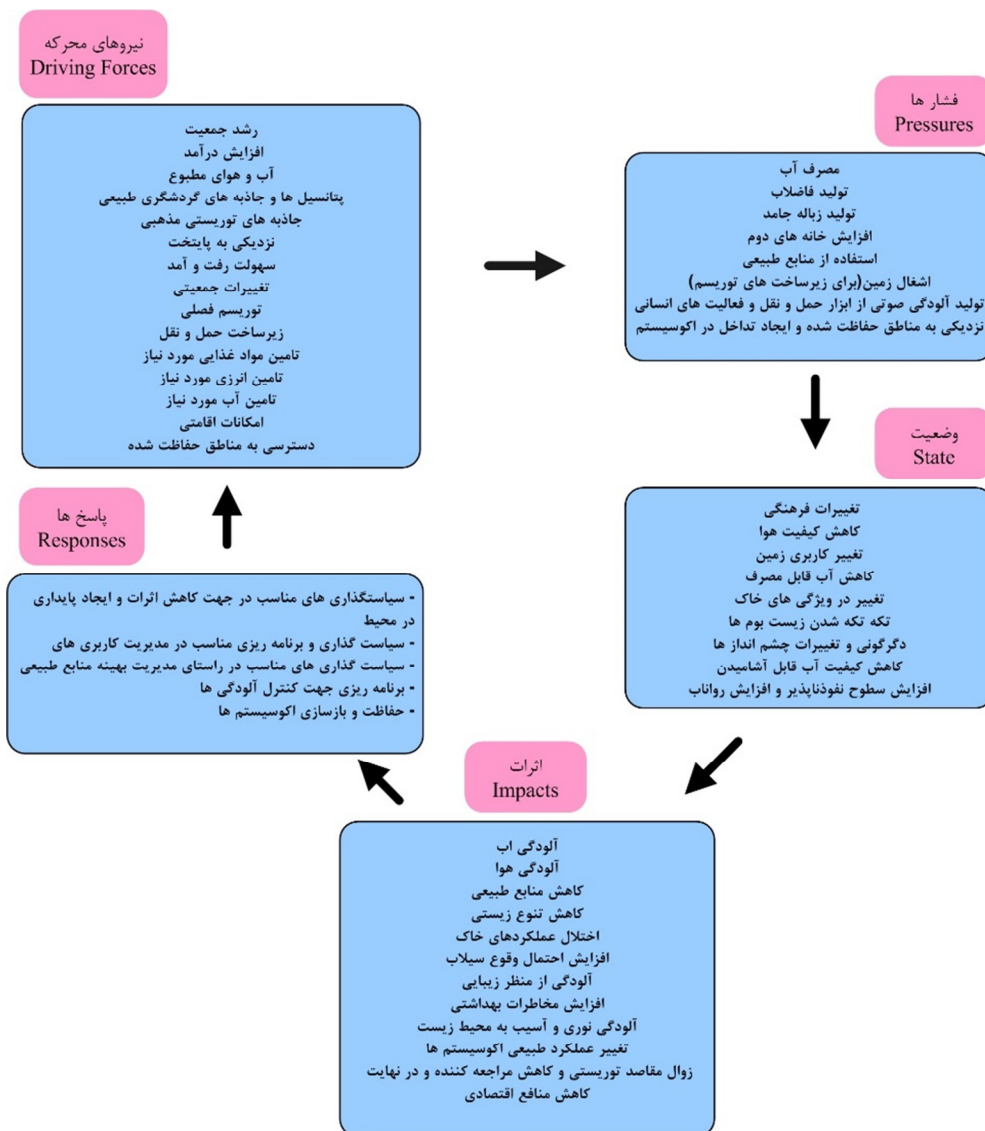 نیروهای محرکه
Driving Forces
رشد جمعیت
افزایش درآمد
آب و هوای مطبوع
پتانسیل ها و جاذبه های گردشگری طبیعی
جاذبه های توریستی مذهبی
نزدیکی به پایتخت
سهولت رفت و آمد
تغییرات جمعیتی
توریسم فصلی
زیرساخت حمل و نقل
تامین مواد غذایی مورد نیاز
تامین انرژی مورد نیاز
تامین آب مورد نیاز
امکانات اقامتی
دسترسی به مناطق حفاظت شده
فشار ها
Pressures
مصرف آب
تولید فاضلاب
تولید زباله جامد
افزایش خانه های دوم
استفاده از منابع طبیعی
اشغال زمین(برای زیرساخت های توریسم)
تولید آلودگی صوتی از ابزار حمل و نقل و فعالیت های انسانی
نزدیکی به مناطق حفاظت شده و ایجاد تداخل در اکوسیستم
وضعیت
State
تغییرات فرهنگی
کاهش کیفیت هوا
تغییر کاربری زمین
کاهش آب قابل مصرف
تغییر در ویژگی های خاک
تکه تکه شدن زیست بوم ها
دگرگونی و تغییرات چشم انداز ها
کاهش کیفیت آب قابل آشامیدن
افزایش سطوح نفوذناپذیر و افزایش رواناب
اثرات
Impacts
آلودگی اب
آلودگی هوا
کاهش منابع طبیعی
کاهش تنوع زیستی
اختلال عملکردهای خاک
افزایش احتمال وقوع سیلاب
آلودگی از منظر زیبایی
افزایش مخاطرات بهداشتی
آلودگی نوری و آسیب به محیط زیست
تغییر عملکرد طبیعی اکوسیستم ها
زوال مقاصد توریستی و کاهش مراجعه کننده و در نهایت
کاهش منافع اقتصادی
پاسخ ها
Responses
- سیاستگذاری های مناسب در جهت کاهش اثرات و ایجاد پایداری
در محیط
- سیاست گذاری و برنامه ریزی مناسب در مدیریت کاربری های
- سیاست گذاری های مناسب در راستای مدیریت بهینه منابع طبیعی
- برنامه ریزی جهت کنترل آلودگی ها
- حفاظت و بازسازی اکوسیستم ها